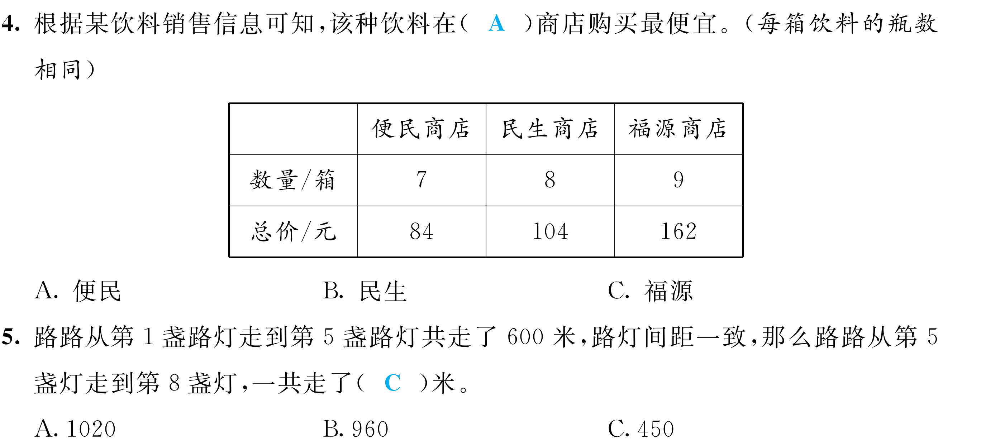 4. 根据某饮料销售信息可知,该种饮料在( A )商店购买最便宜。(每箱饮料的瓶数
相同)
便民商店 民生商店 福源商店
数量/箱 7 8 9
总价/元 84 104 162
A. 便民 B. 民生 C. 福源
5. 路路从第 1 盏路灯走到第 5 盏路灯共走了 600 米,路灯间距一致,那么路路从第 5
盏灯走到第 8 盏灯,一共走了( C )米。
A. 1020 B. 960 C. 450